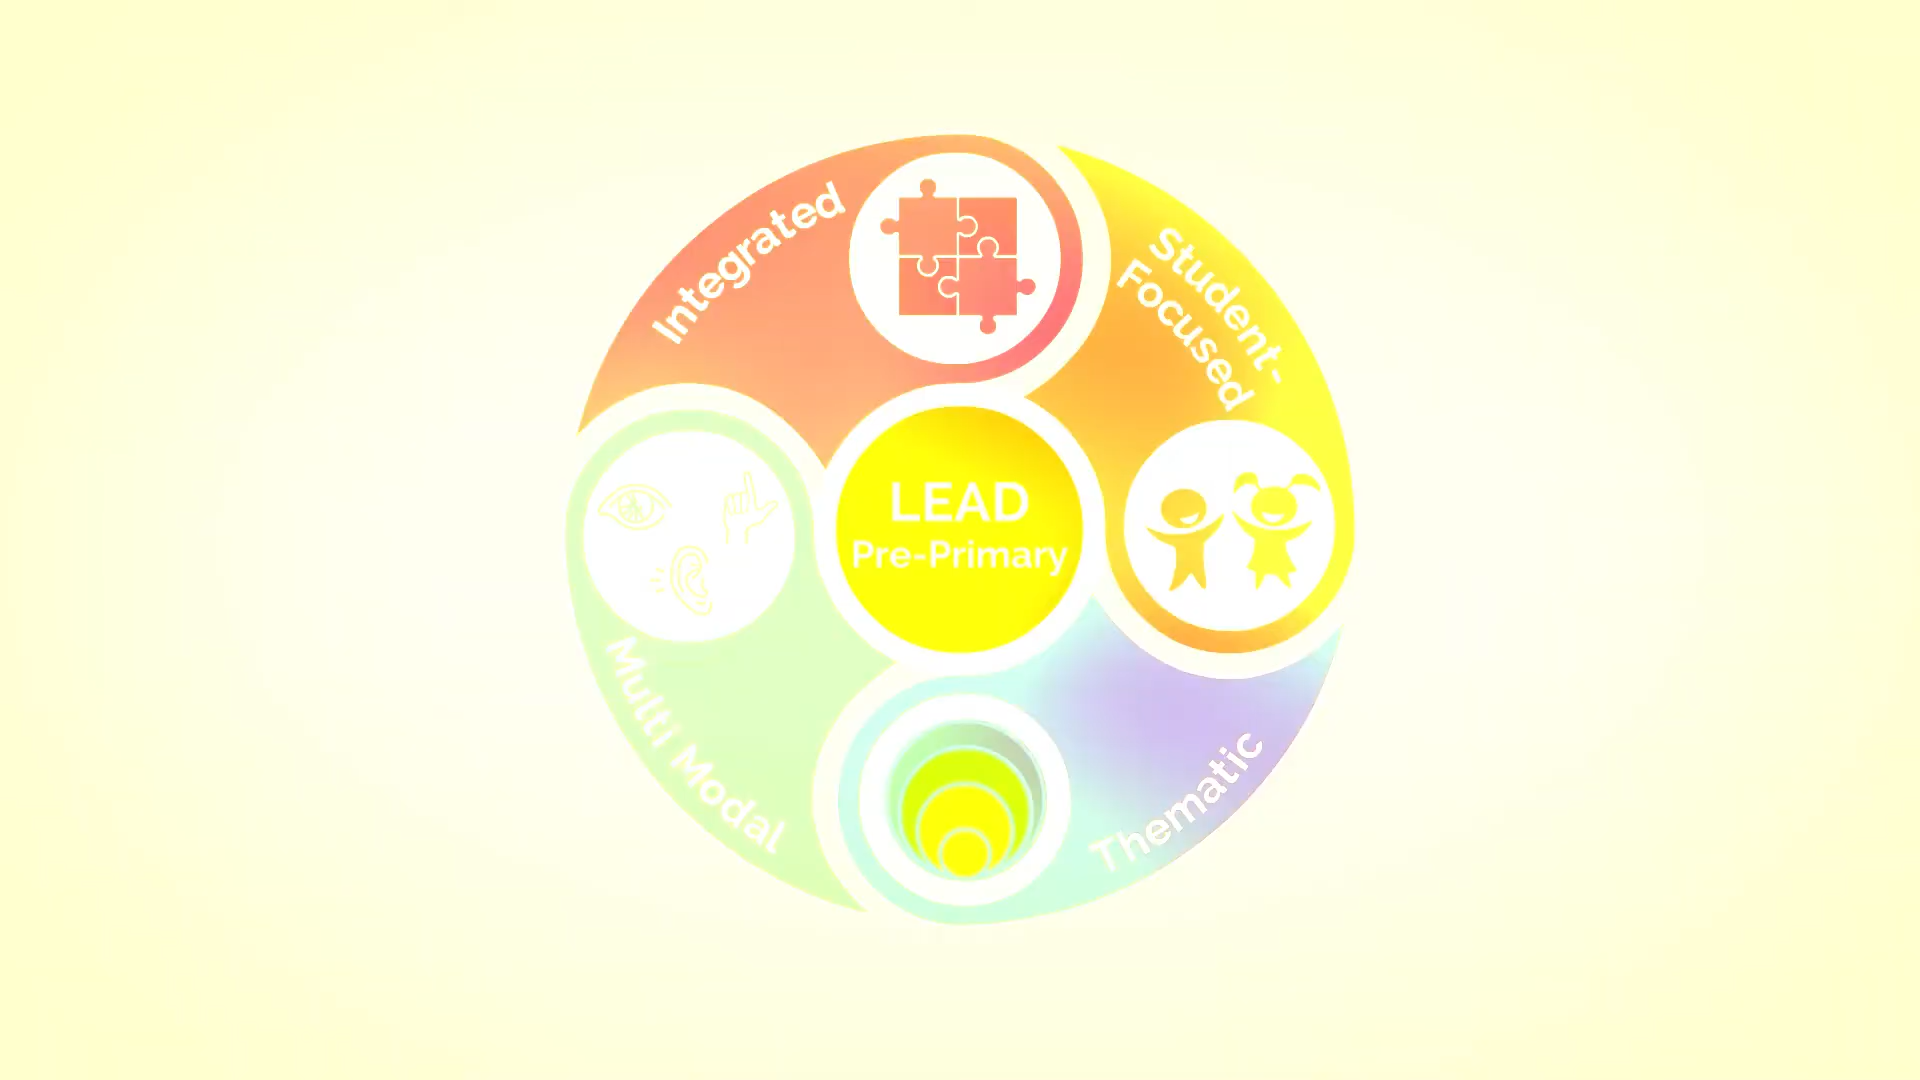 Integrated
Student-
Focused
LEAD
Pre-Primary
Multi Modal
Thematic